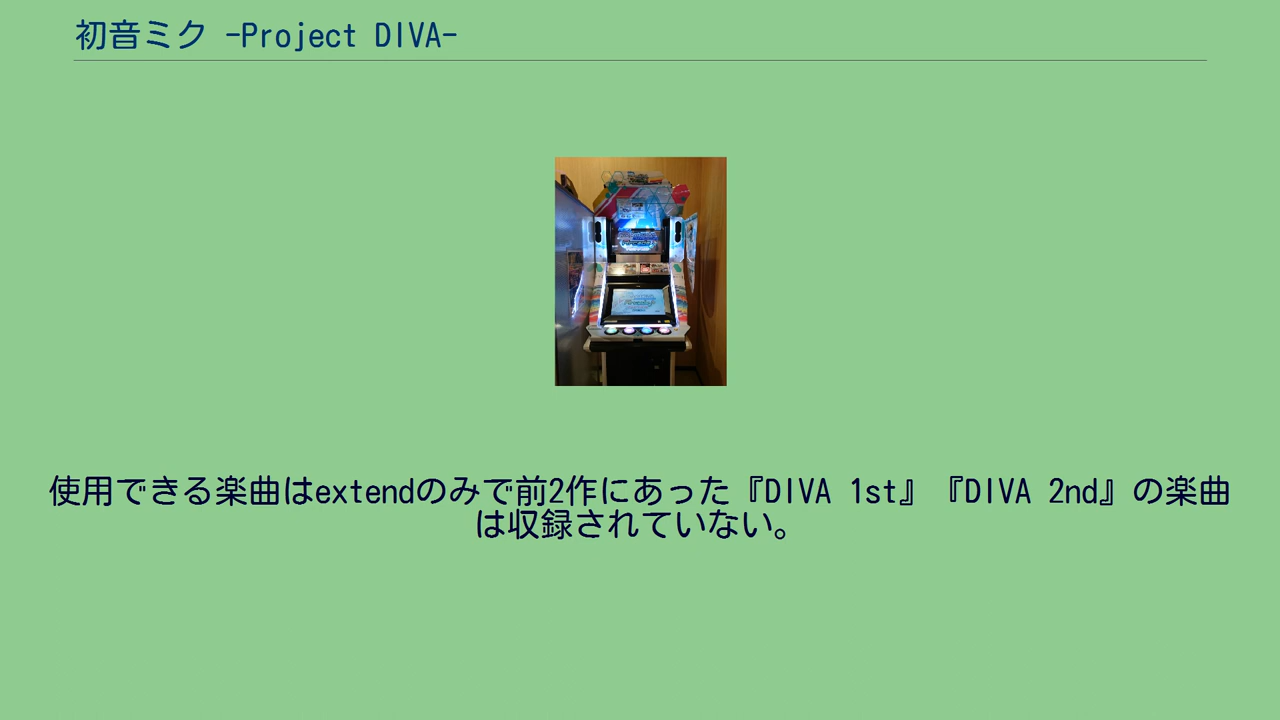 初音ミク -Project DIVA-
使用できる楽曲はextendのみで前2作にあった『DIVA 1st』『DIVA 2nd』の楽曲
は収録されていない。